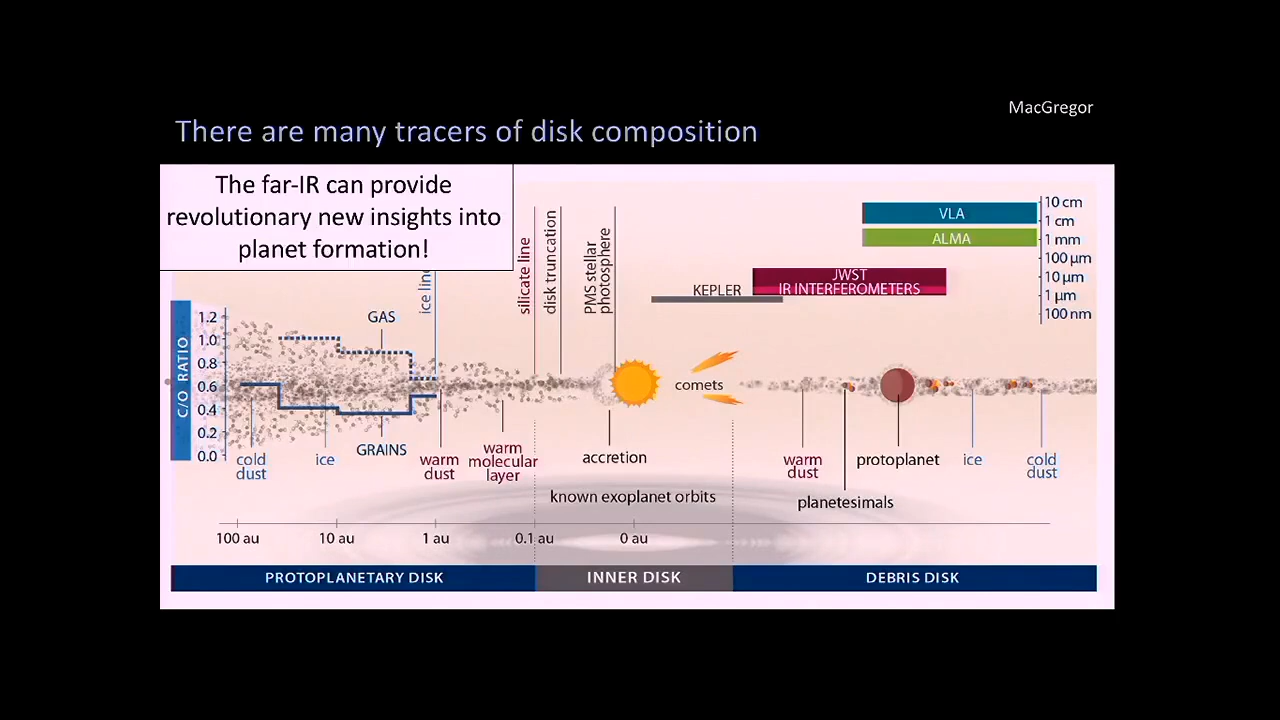 MacGregor
There are many tracers of disk composition
The far-IR can provide
revolutionary new insights into
planet formation!
ice line
silicate line
disk truncation
PMS stellar
photosphere
KEPLER
JWST
IR INTERFEROMETERS
VLA
ALMA
10 cm
1 cm
1 mm
100 µm
10 µm
1 µm
100 nm
C/O RATIO
1.2
1.0
0.8
0.6
0.4
0.2
0.0
GAS
GRAINS
cold
dust
ice
warm
dust
warm
molecular
layer
accretion
comets
known exoplanet orbits
warm
dust
planetesimals
protoplanet
ice
cold
dust
100 au
10 au
1 au
0.1 au
0 au
PROTOPLANETARY DISK
INNER DISK
DEBRIS DISK